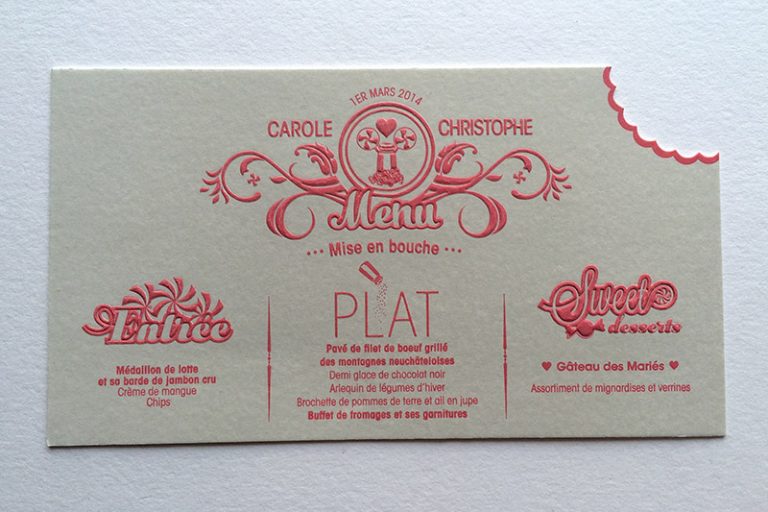 1ER MARS 2014
CAROLE CHRISTOPHE
Menu
... Mise en bouche ...
Entrée
Médaillon de lotte
et sa barde de jambon cru
Crème de mangue
Chips
PLAT
Pavé de filet de boeuf grillé
des montagnes neuchâteloises
Demi glace de chocolat noir
Arlequin de légumes d'hiver
Brochette de pommes de terre et ail en jupe
Buffet de fromages et ses garnitures
Sweet
desserts
♥ Gâteau des Mariés ♥
Assortiment de mignardises et verrines